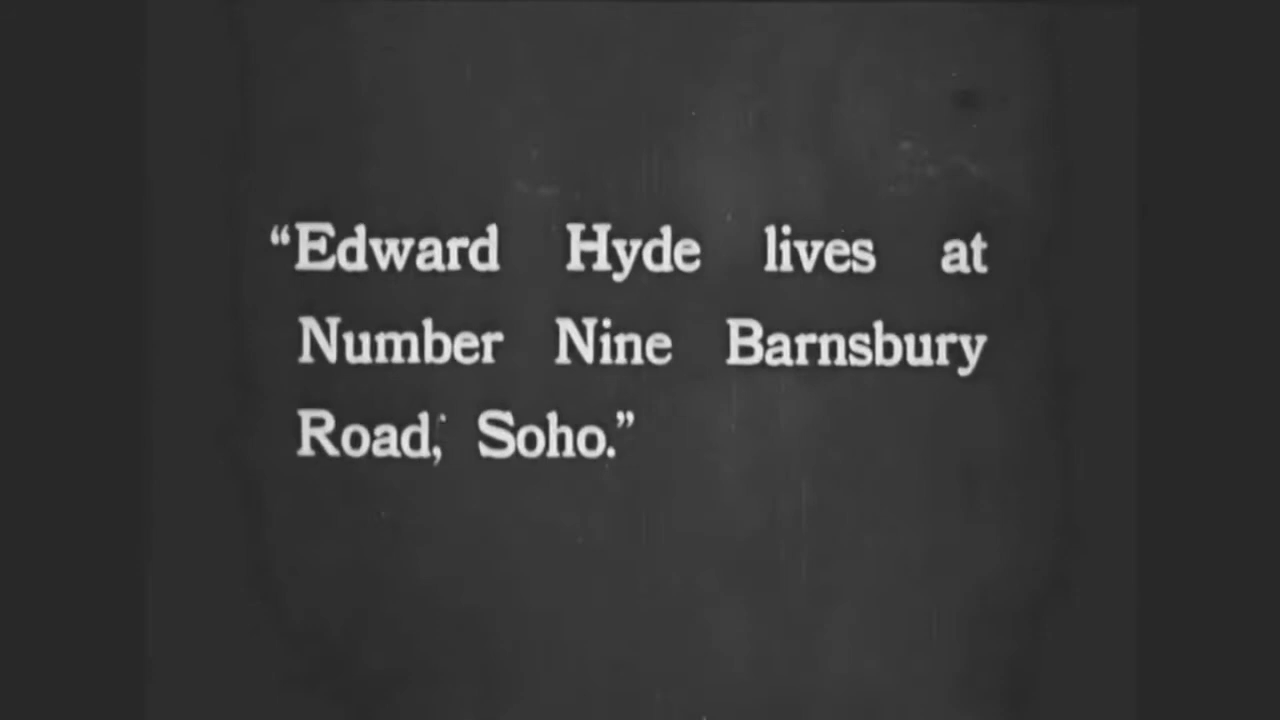 “Edward Hyde lives at
Number Nine Barnsbury
Road, Soho.”